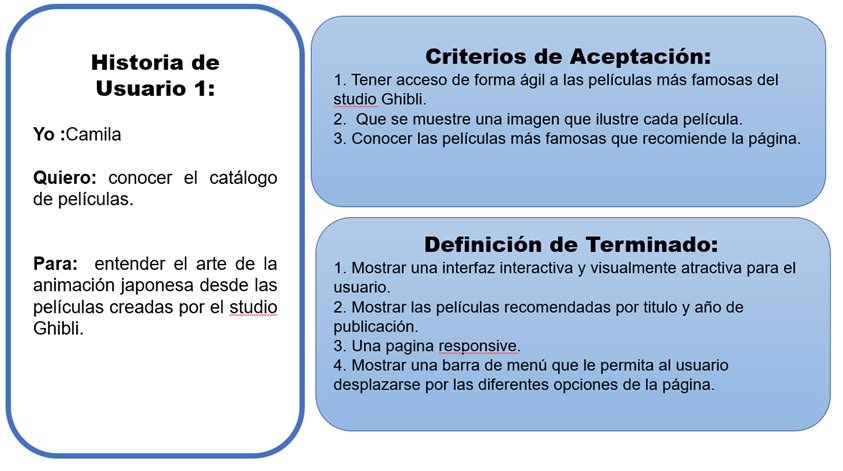 Historia de
Usuario 1:
Yo :Camila
Quiero: conocer el catálogo
de películas.
Para: entender el arte de la
animación japonesa desde las
películas creadas por el studio
Ghibli.
Criterios de Aceptación:
1. Tener acceso de forma ágil a las películas más famosas del
studio Ghibli.
2. Que se muestre una imagen que ilustre cada película.
3. Conocer las películas más famosas que recomiende la página.
Definición de Terminado:
1. Mostrar una interfaz interactiva y visualmente atractiva para el
usuario.
2. Mostrar las películas recomendadas por titulo y año de
publicación.
3. Una pagina responsive.
4. Mostrar una barra de menú que le permita al usuario
desplazarse por las diferentes opciones de la página.